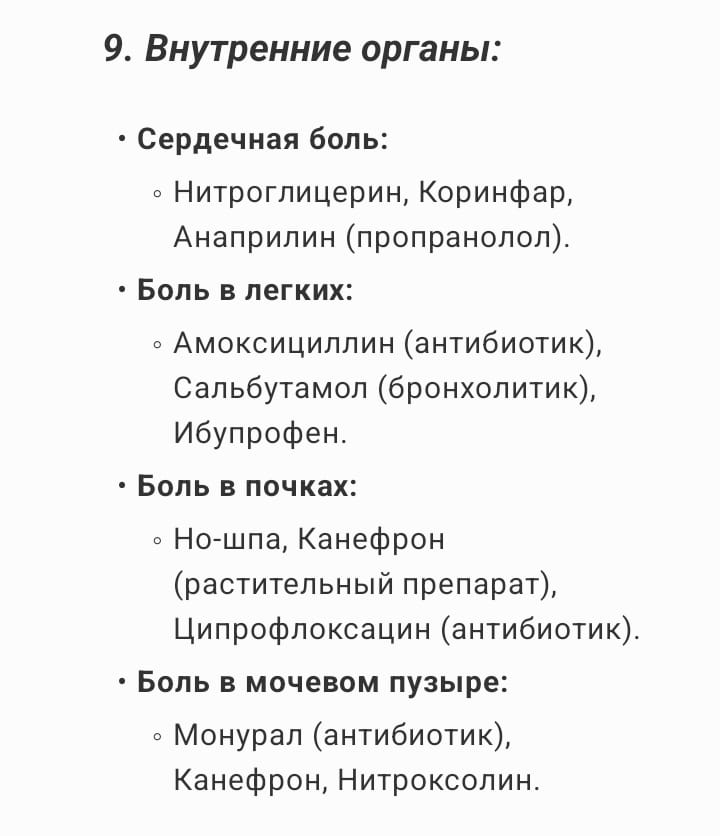 9. Внутренние органы:
• Сердечная боль:
◦ Нитроглицерин, Коринфар,
Анаприлин (пропранолол).
• Боль в легких:
◦ Амоксициллин (антибиотик),
Сальбутамол (бронхолитик),
Ибупрофен.
• Боль в почках:
◦ Но-шпа, Канефрон
(растительный препарат),
Ципрофлоксацин (антибиотик).
• Боль в мочевом пузыре:
◦ Монурал (антибиотик),
Канефрон, Нитроксолин.